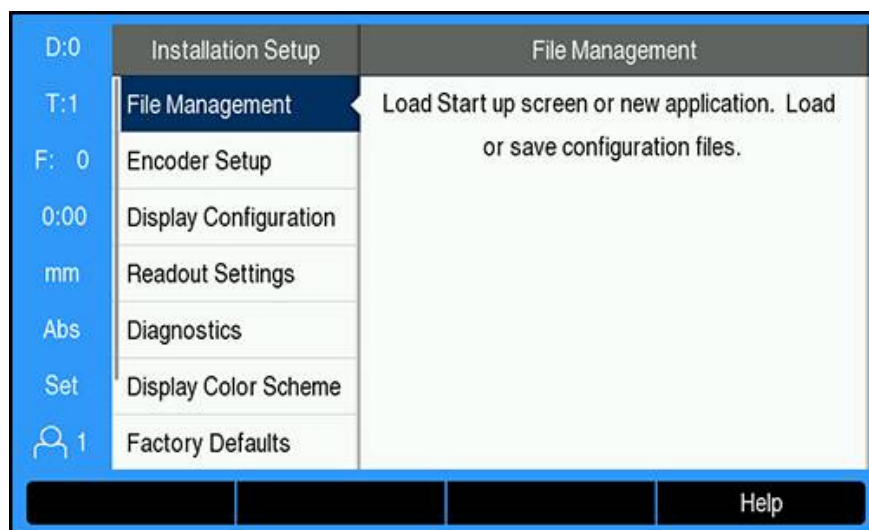 D:0
T:1
F: 0
0:00
mm
Abs
Set
1
Installation Setup
File Management
Encoder Setup
Display Configuration
Readout Settings
Diagnostics
Display Color Scheme
Factory Defaults
File Management
Load Start up screen or new application. Load
or save configuration files.
Help